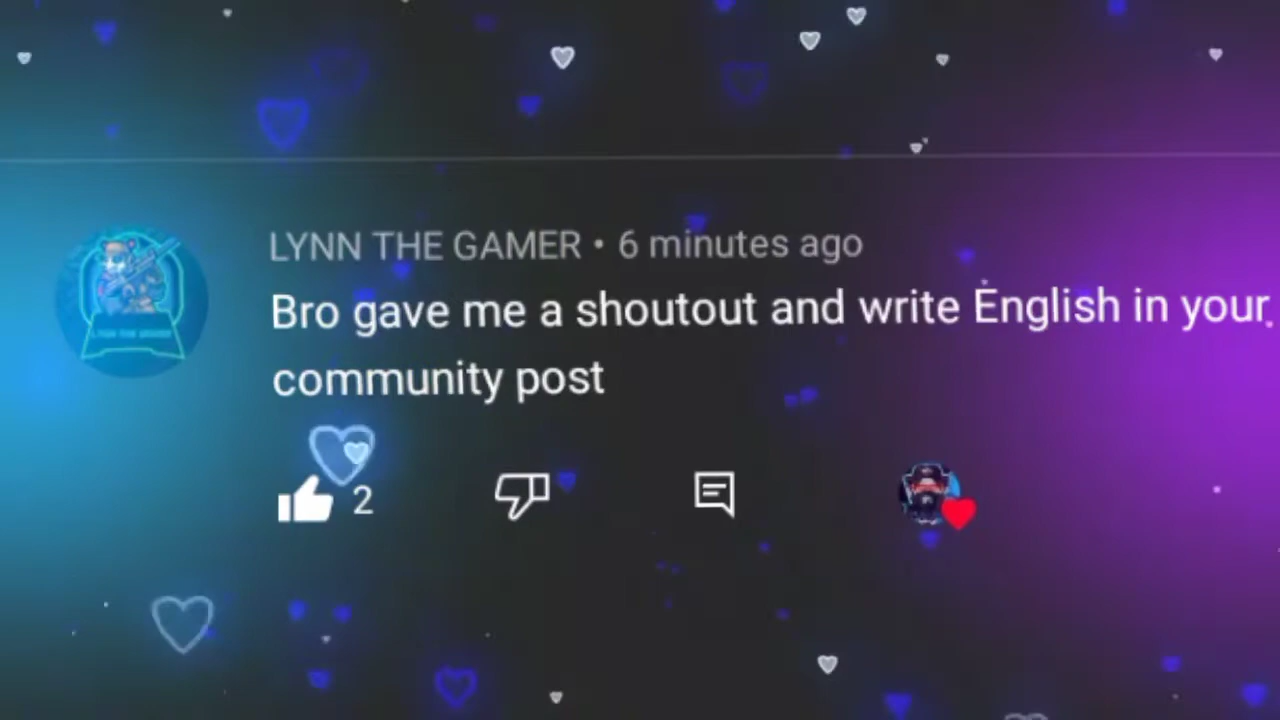 LYNN THE GAMER • 6 minutes ago
Bro gave me a shoutout and write English in your
community post
2